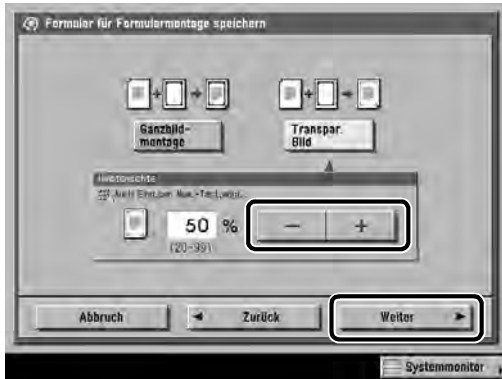 Formular für Formularmontage speichern
Ganzbild-
montage
Transpar.
Bild
50 %
(20-99)
− +
Abbruch
◄ Zurück
Weiter ►
Systemmonitor